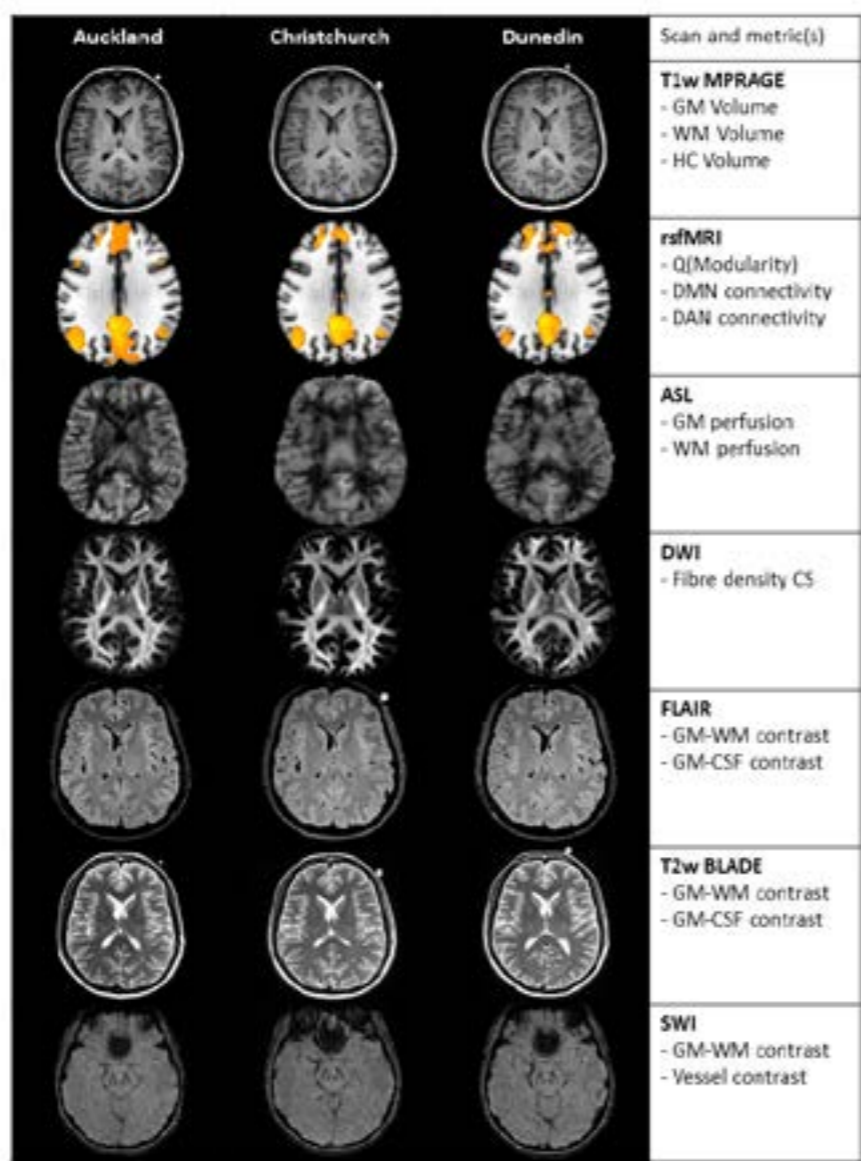 Auckland Christchurch Dunedin Scan and metric(s)
T1w MPRAGE
- GM Volume
- WM Volume
- HC Volume
rsfMRI
- Q(Modularity)
- DMN connectivity
- DAN connectivity
ASL
- GM perfusion
- WM perfusion
DWI
- Fibre density CS
FLAIR
- GM-WM contrast
- GM-CSF contrast
T2w BLADE
- GM-WM contrast
- GM-CSF contrast
SWI
- GM-WM contrast
- Vessel contrast